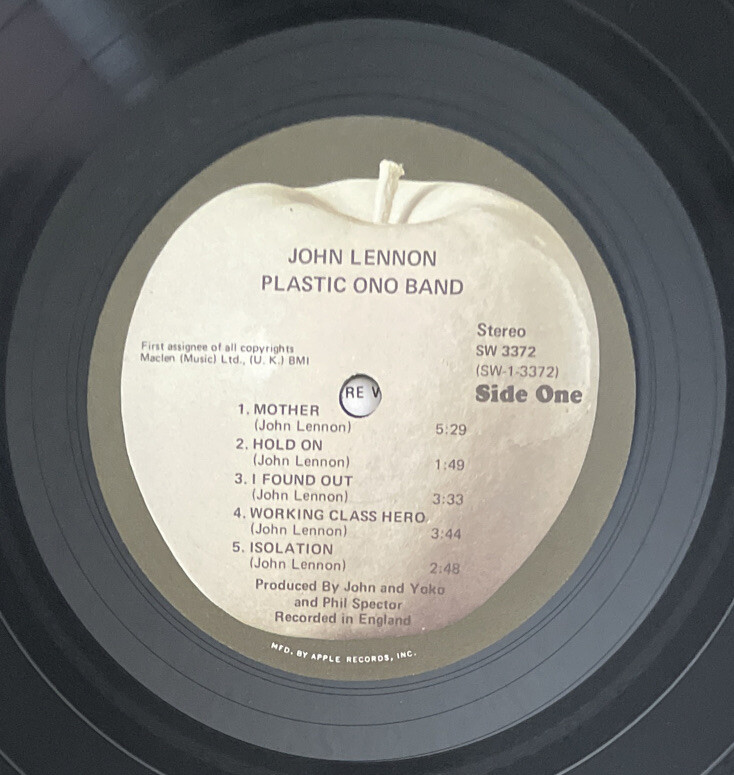 JOHN LENNON
PLASTIC ONO BAND
First assignee of all copyrights
Maclen (Music) Ltd., (U. K.) BMI
Stereo
SW 3372
(SW-1-3372)
Side One
RE V
1. MOTHER
(John Lennon) 5:29
2. HOLD ON
(John Lennon) 1:49
3. I FOUND OUT
(John Lennon) 3:33
4. WORKING CLASS HERO
(John Lennon) 3:44
5. ISOLATION
(John Lennon) 2:48
Produced By John and Yoko
and Phil Spector
Recorded in England
MFD. BY APPLE RECORDS, INC.